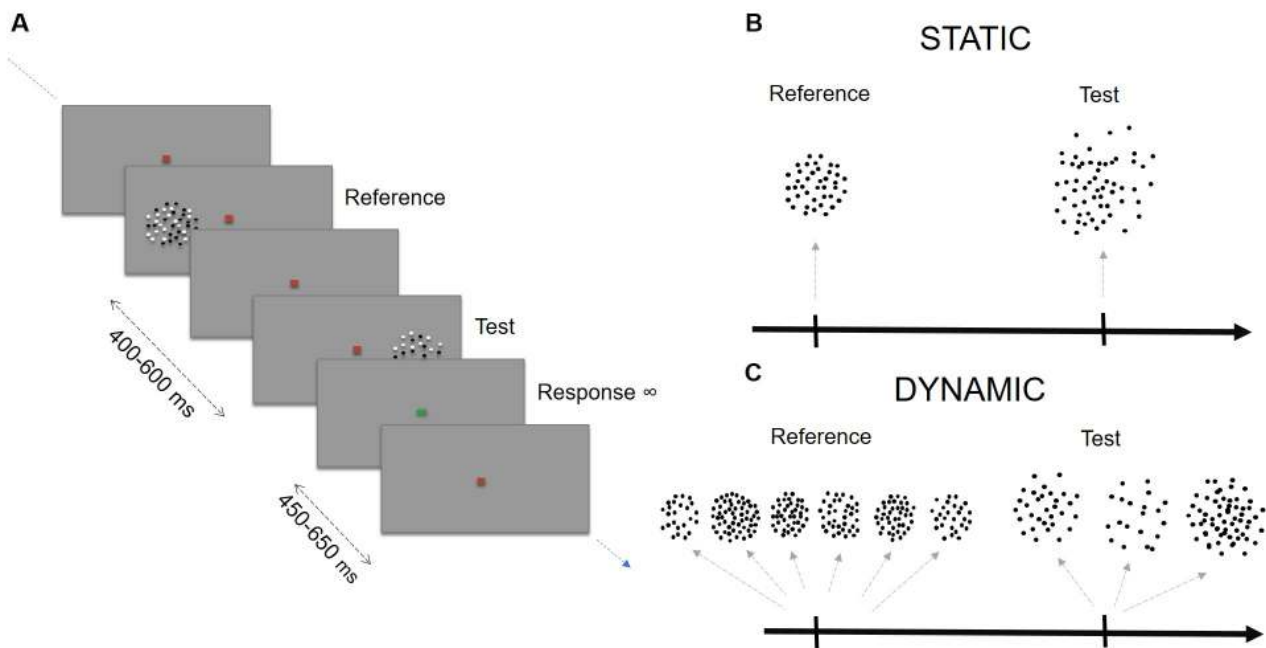 A
Reference
Test
Response ∞
400-600 ms
450-650 ms
B
STATIC
Reference
Test
C
DYNAMIC
Reference
Test